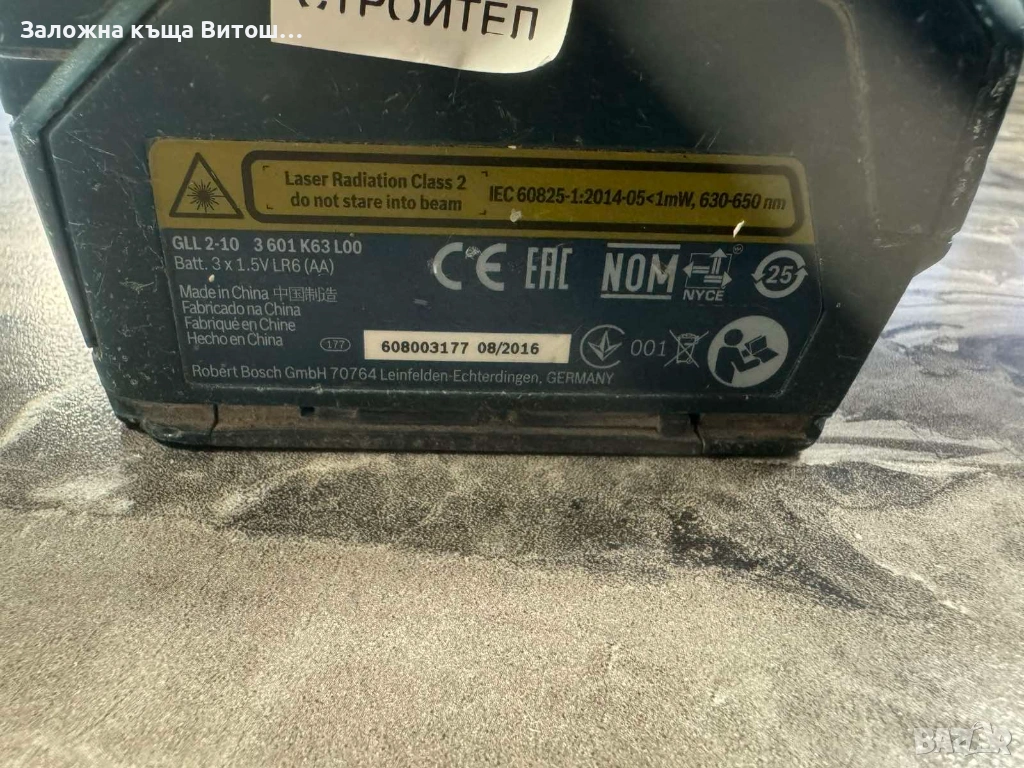 Заложна къща Витош...
СТРОИТЕЛ
Laser Radiation Class 2
do not stare into beam
IEC 60825-1:2014-05<1mW, 630-650 nm
GLL 2-10 3 601 K63 L00
Batt. 3 x 1.5V LR6 (AA)
CE EAC NOM NYCE 25
Made in China 中国制造
Fabricado na China
Fabriqué en Chine
Hecho en China
177
608003177 08/2016
001
Robert Bosch GmbH 70764 Leinfelden-Echterdingen, GERMANY
BAZAR